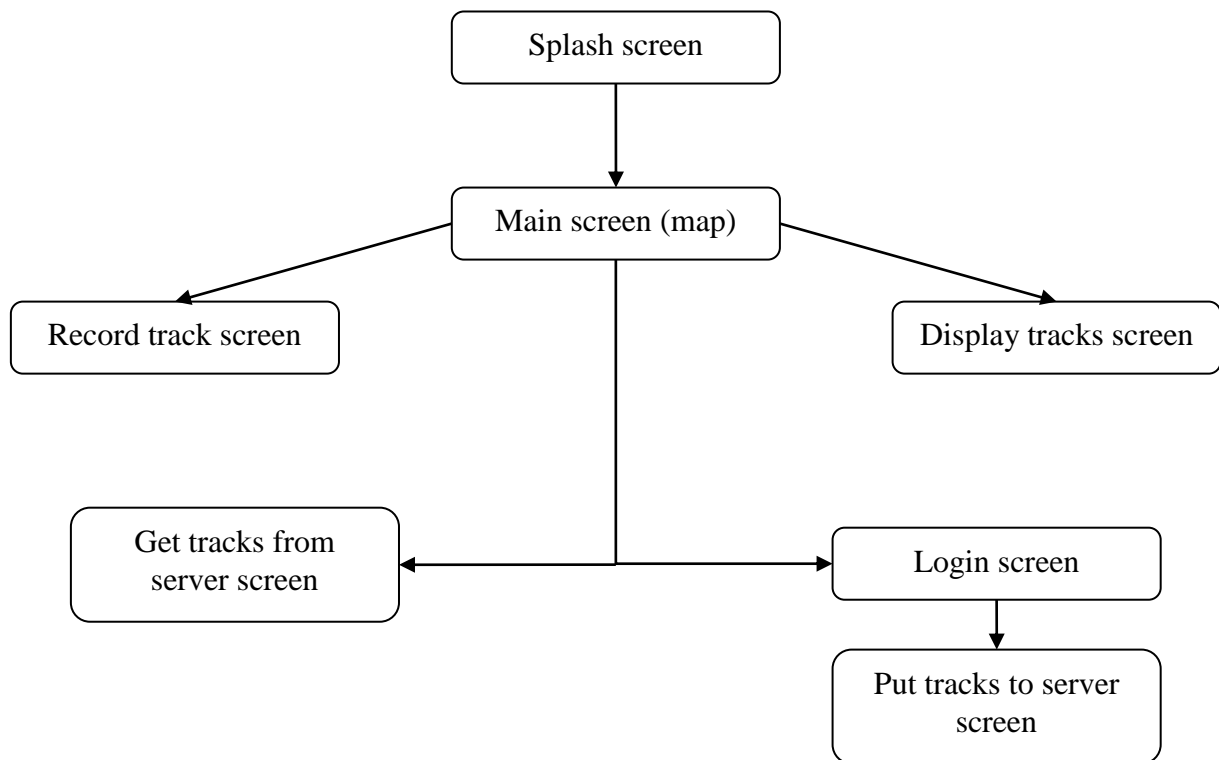 Splash screen
Main screen (map)
Record track screen
Display tracks screen
Get tracks from
server screen
Login screen
Put tracks to server
screen